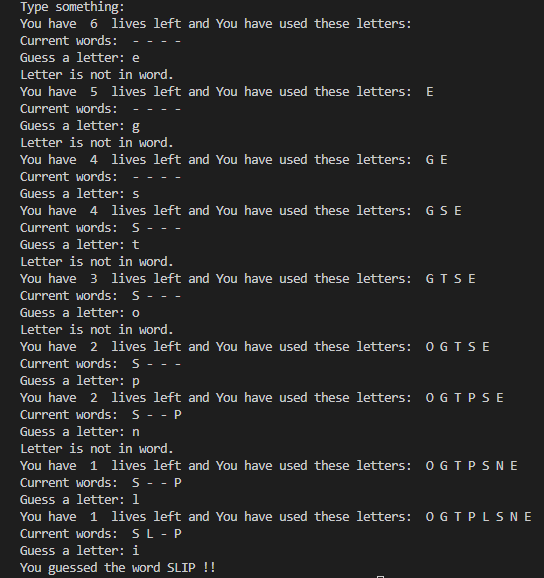 Type something:
You have  6  lives left and You have used these letters:
Current words:  - - - -
Guess a letter: e
Letter is not in word.
You have  5  lives left and You have used these letters:  E
Current words:  - - - -
Guess a letter: g
Letter is not in word.
You have  4  lives left and You have used these letters:  G E
Current words:  - - - -
Guess a letter: s
You have  4  lives left and You have used these letters:  G S E
Current words:  S - - -
Guess a letter: t
Letter is not in word.
You have  3  lives left and You have used these letters:  G T S E
Current words:  S - - -
Guess a letter: o
Letter is not in word.
You have  2  lives left and You have used these letters:  O G T S E
Current words:  S - - -
Guess a letter: p
You have  2  lives left and You have used these letters:  O G T P S E
Current words:  S - - P
Guess a letter: n
Letter is not in word.
You have  1  lives left and You have used these letters:  O G T P S N E
Current words:  S - - P
Guess a letter: l
You have  1  lives left and You have used these letters:  O G T P L S N E
Current words:  S L - P
Guess a letter: i
You guessed the word SLIP !!